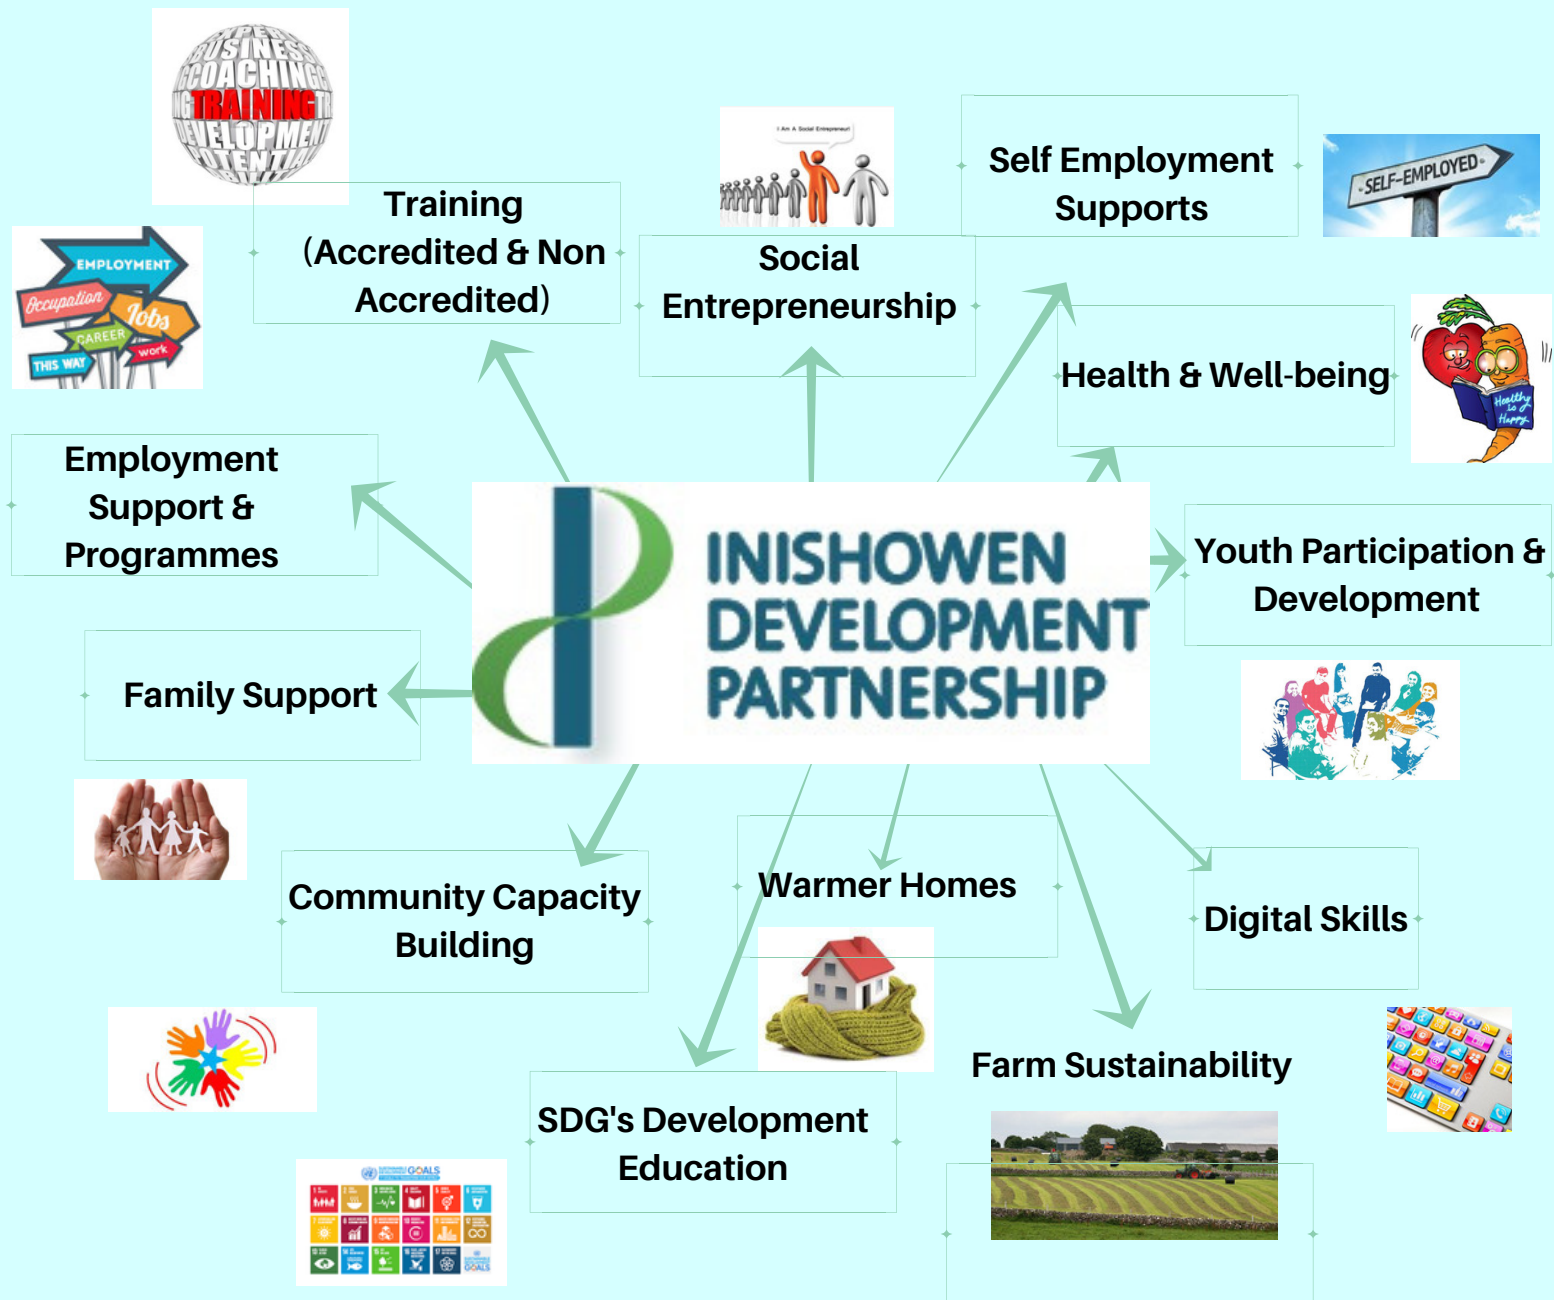 BUSINESS
COACHING
TRAINING
I Am A Social Entrepreneur!
Self Employment
Supports
SELF-EMPLOYED
Training
(Accredited & Non
Accredited)
Social
Entrepreneurship
EMPLOYMENT
Occupation
Jobs
CAREER
THIS WAY
work
Health & Well-being
Healthy
is
Happy
Employment
Support &
Programmes
INISHOWEN
DEVELOPMENT
PARTNERSHIP
Youth Participation &
Development
Family Support
Community Capacity
Building
Warmer Homes
Digital Skills
Farm Sustainability
SDG's Development
Education
GOALS